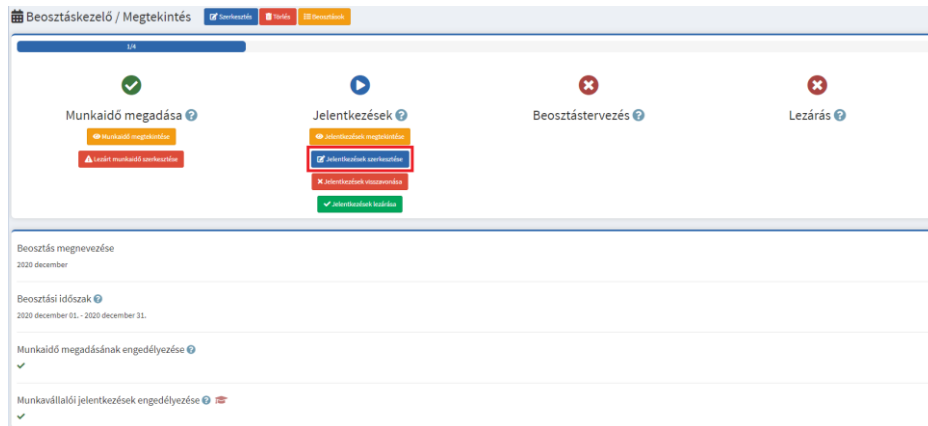 Beosztáskezelő / Megtekintés Szerkesztés Törlés Beosztások
1/4
Munkaidő megadása Jelentkezések Beosztástervezés Lezárás
Munkaidő megtekintése Jelentkezések megtekintése
Lezárt munkaidő szerkesztése Jelentkezések szerkesztése
Jelentkezések visszavonása
Jelentkezések lezárása
Beosztás megnevezése
2020 december
Beosztási időszak
2020 december 01. - 2020 december 31.
Munkaidő megadásának engedélyezése
Munkavállalói jelentkezések engedélyezése